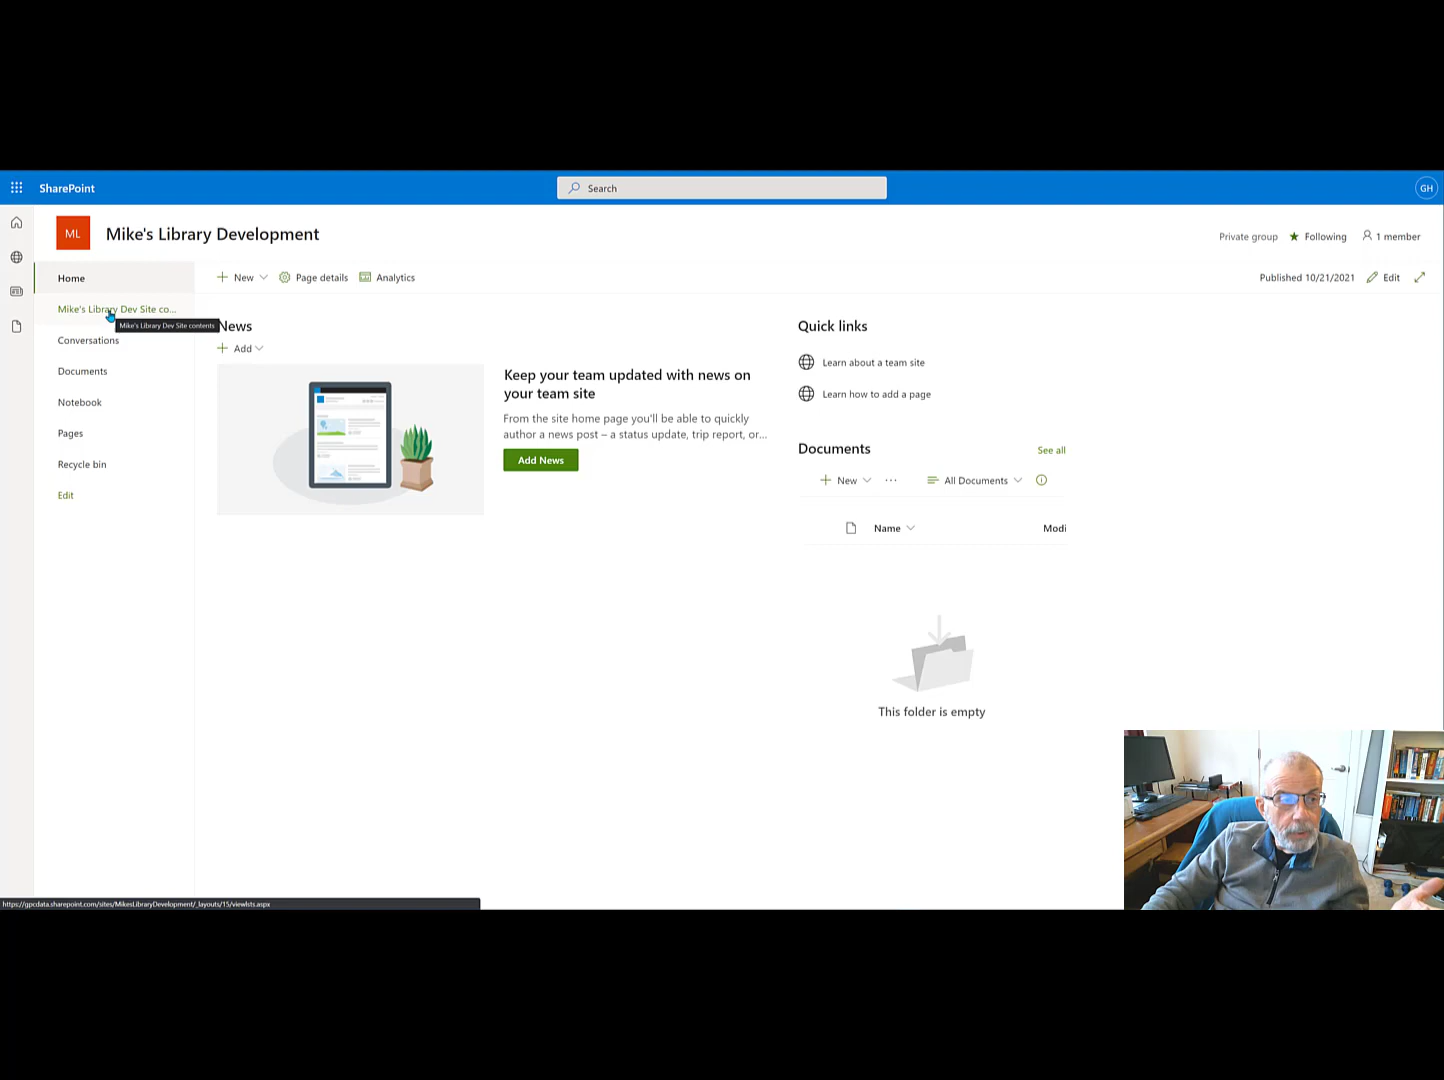 SharePoint
Search
GH
ML
Mike's Library Development
Private group
Following
1 member
Home
New
Page details
Analytics
Published 10/21/2021
Edit
Mike's Library Dev Site co...
Mike's Library Dev Site contents
Conversations
Documents
Notebook
Pages
Recycle bin
Edit
News
Add
Keep your team updated with news on
your team site
From the site home page you'll be able to quickly
author a news post – a status update, trip report, or...
Add News
Quick links
Learn about a team site
Learn how to add a page
Documents
See all
New
All Documents
Name
Modi
This folder is empty
https://gpcdata.sharepoint.com/sites/MikesLibraryDevelopment/_layouts/15/viewlsts.aspx